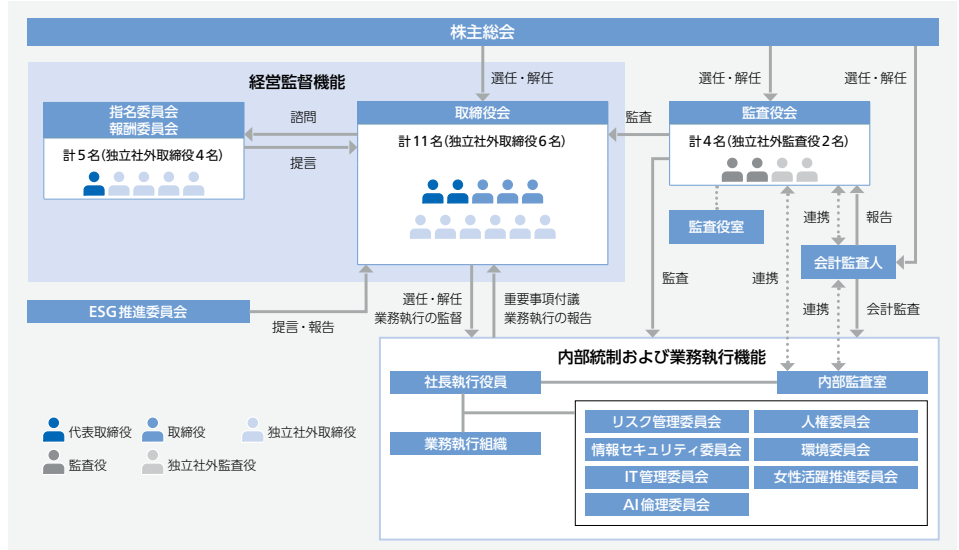 株主総会
選任・解任
選任・解任
選任・解任
経営監督機能
指名委員会
報酬委員会
計5名(独立社外取締役4名)
諮問
提言
取締役会
計11名(独立社外取締役6名)
監査
監査役会
計4名(独立社外監査役2名)
監査役室
連携
報告
会計監査人
監査
連携
連携
会計監査
ESG推進委員会
提言・報告
選任・解任
業務執行の監督
重要事項付議
業務執行の報告
内部統制および業務執行機能
社長執行役員
内部監査室
業務執行組織
リスク管理委員会
人権委員会
情報セキュリティ委員会
環境委員会
IT管理委員会
女性活躍推進委員会
AI倫理委員会
代表取締役
取締役
独立社外取締役
監査役
独立社外監査役